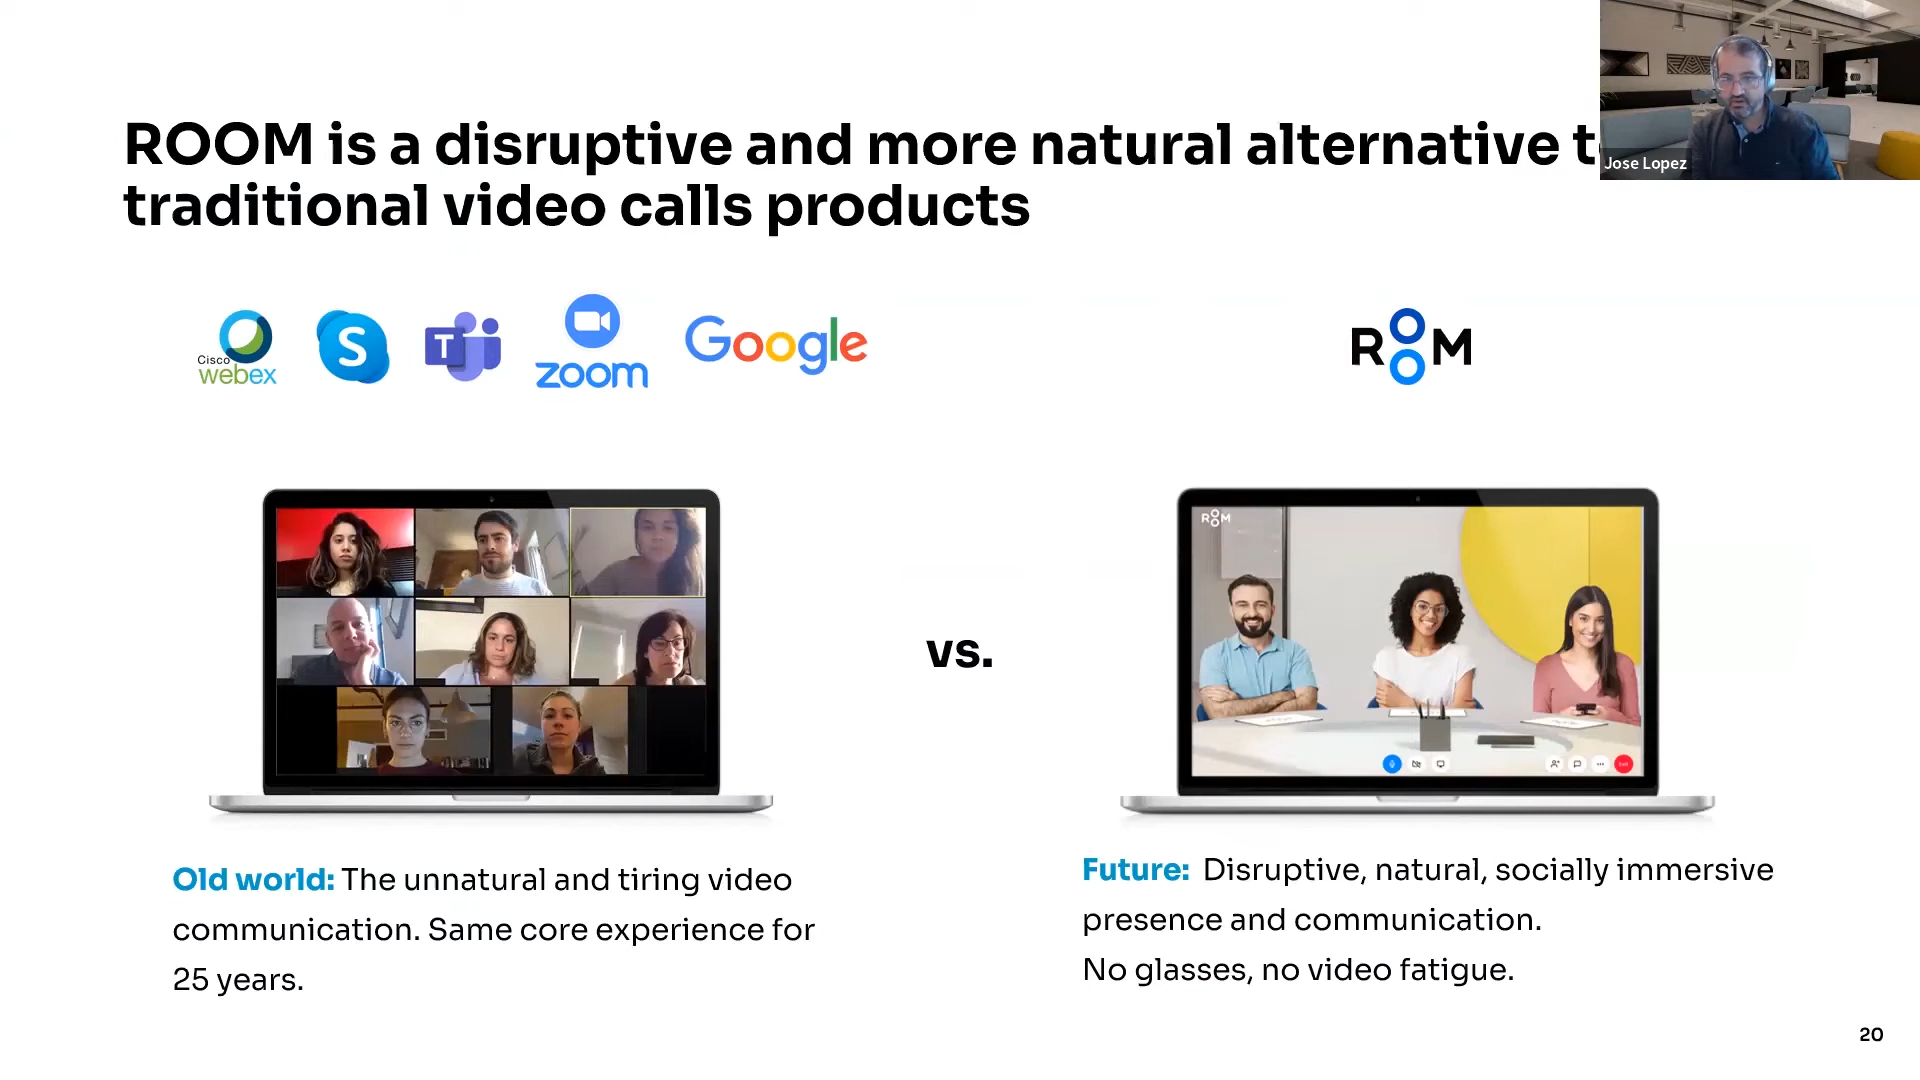 ROOM is a disruptive and more natural alternative
traditional video calls products
Jose Lopez
Cisco
webex
S
T
zoom
Google
ROOM
ROOM
vs.
Old world: The unnatural and tiring video
communication. Same core experience for
25 years.
Future: Disruptive, natural, socially immersive
presence and communication.
No glasses, no video fatigue.
20